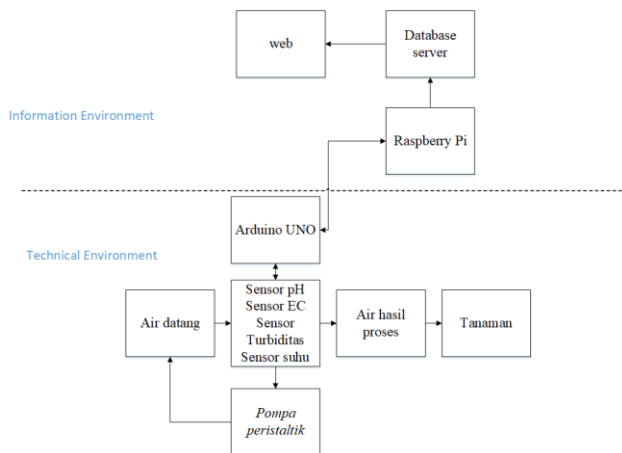 web
Database
server
Information Environment
Raspberry Pi
Arduino UNO
Technical Environment
Air datang
Sensor pH
Sensor EC
Sensor
Turbiditas
Sensor suhu
Air hasil
proses
Tanaman
Pompa
peristaltik